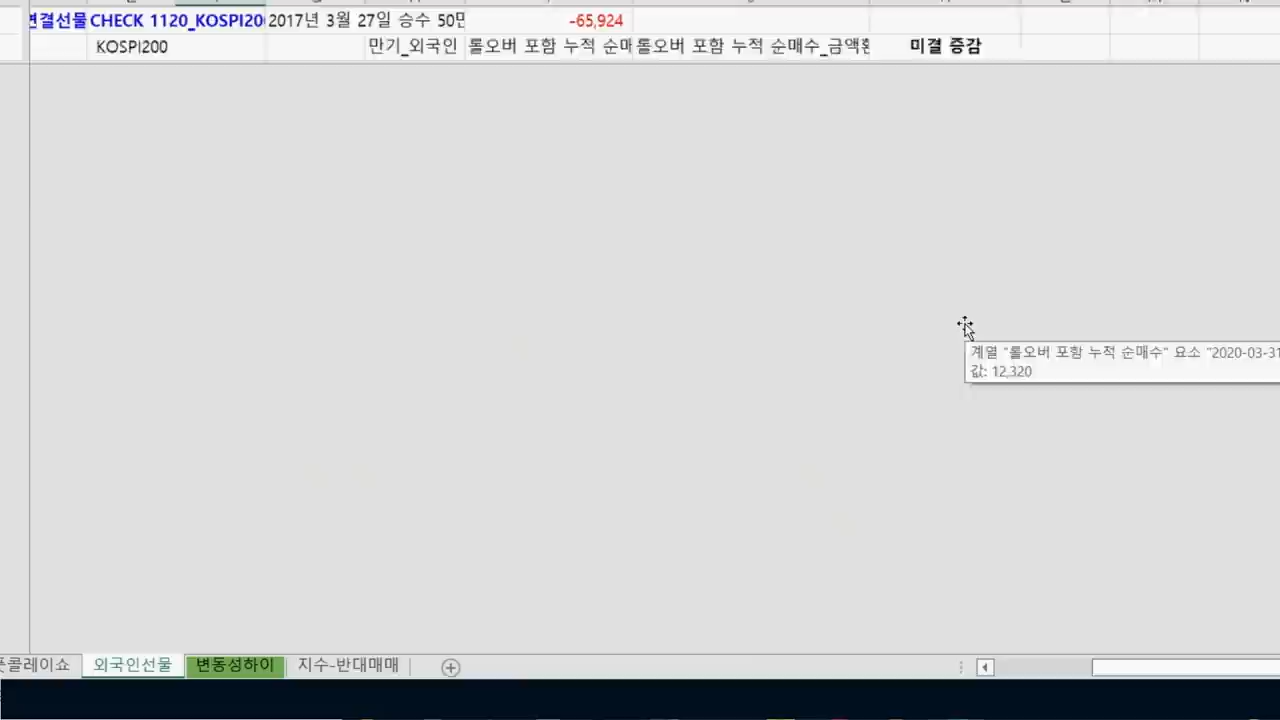 연결선물 CHECK 1120_KOSPI20 2017년 3월 27일 승수 50만 -65,924
KOSPI200 만기_외국인 롤오버 포함 누적 순매 롤오버 포함 누적 순매수_금액환 미결 증감
계열 "롤오버 포함 누적 순매수" 요소 "2020-03-31
값: 12,320
풋콜레이쇼 외국인선물 변동성하이 지수-반대매매